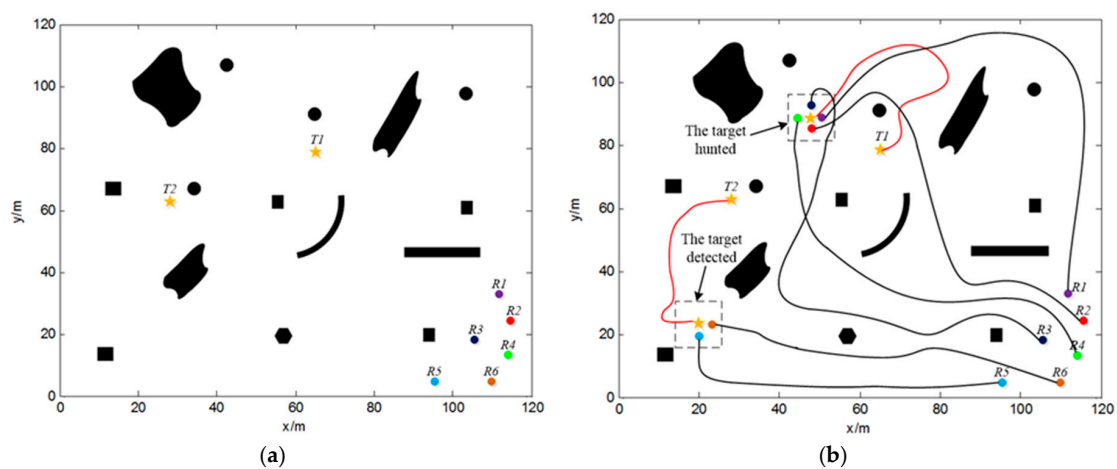 120
100
80
60
40
20
0
y/m
0 20 40 60 80 100 120
x/m
T1
T2
R1
R2
R3
R4
R5 R6
(a)
120
100
80
60
40
20
0
y/m
0 20 40 60 80 100 120
x/m
The target
hunted
T1
T2
The target
detected
R1
R2
R3
R4
R5 R6
(b)